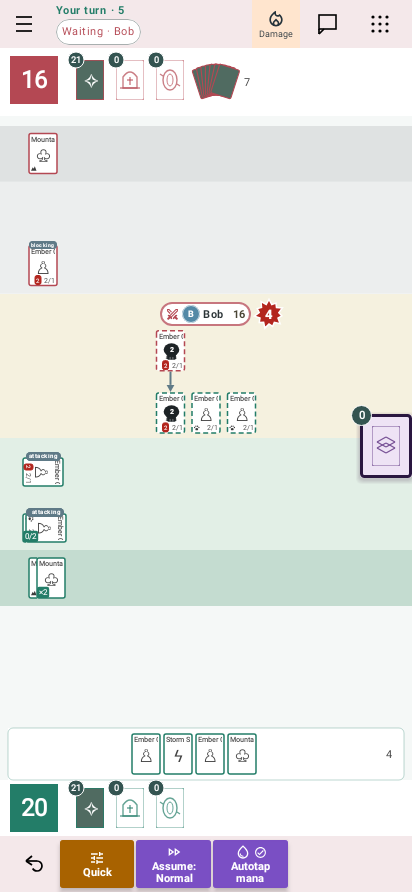 Your turn · 5
Waiting · Bob
Damage
16
21
0
0
7
Mounta
blocking
Ember (
2
2/1
B
Bob
16
4
Ember (
2
2
2/1
Ember (
Ember (
Ember (
2
2
2/1
2/1
2/1
0
attacking
Ember (
2
2/1
attacking
Ember (
0/2
M
Mounta
×2
Ember (
Storm S
Ember (
Mounta
4
20
21
0
0
Quick
Assume:
Normal
Autotap
mana